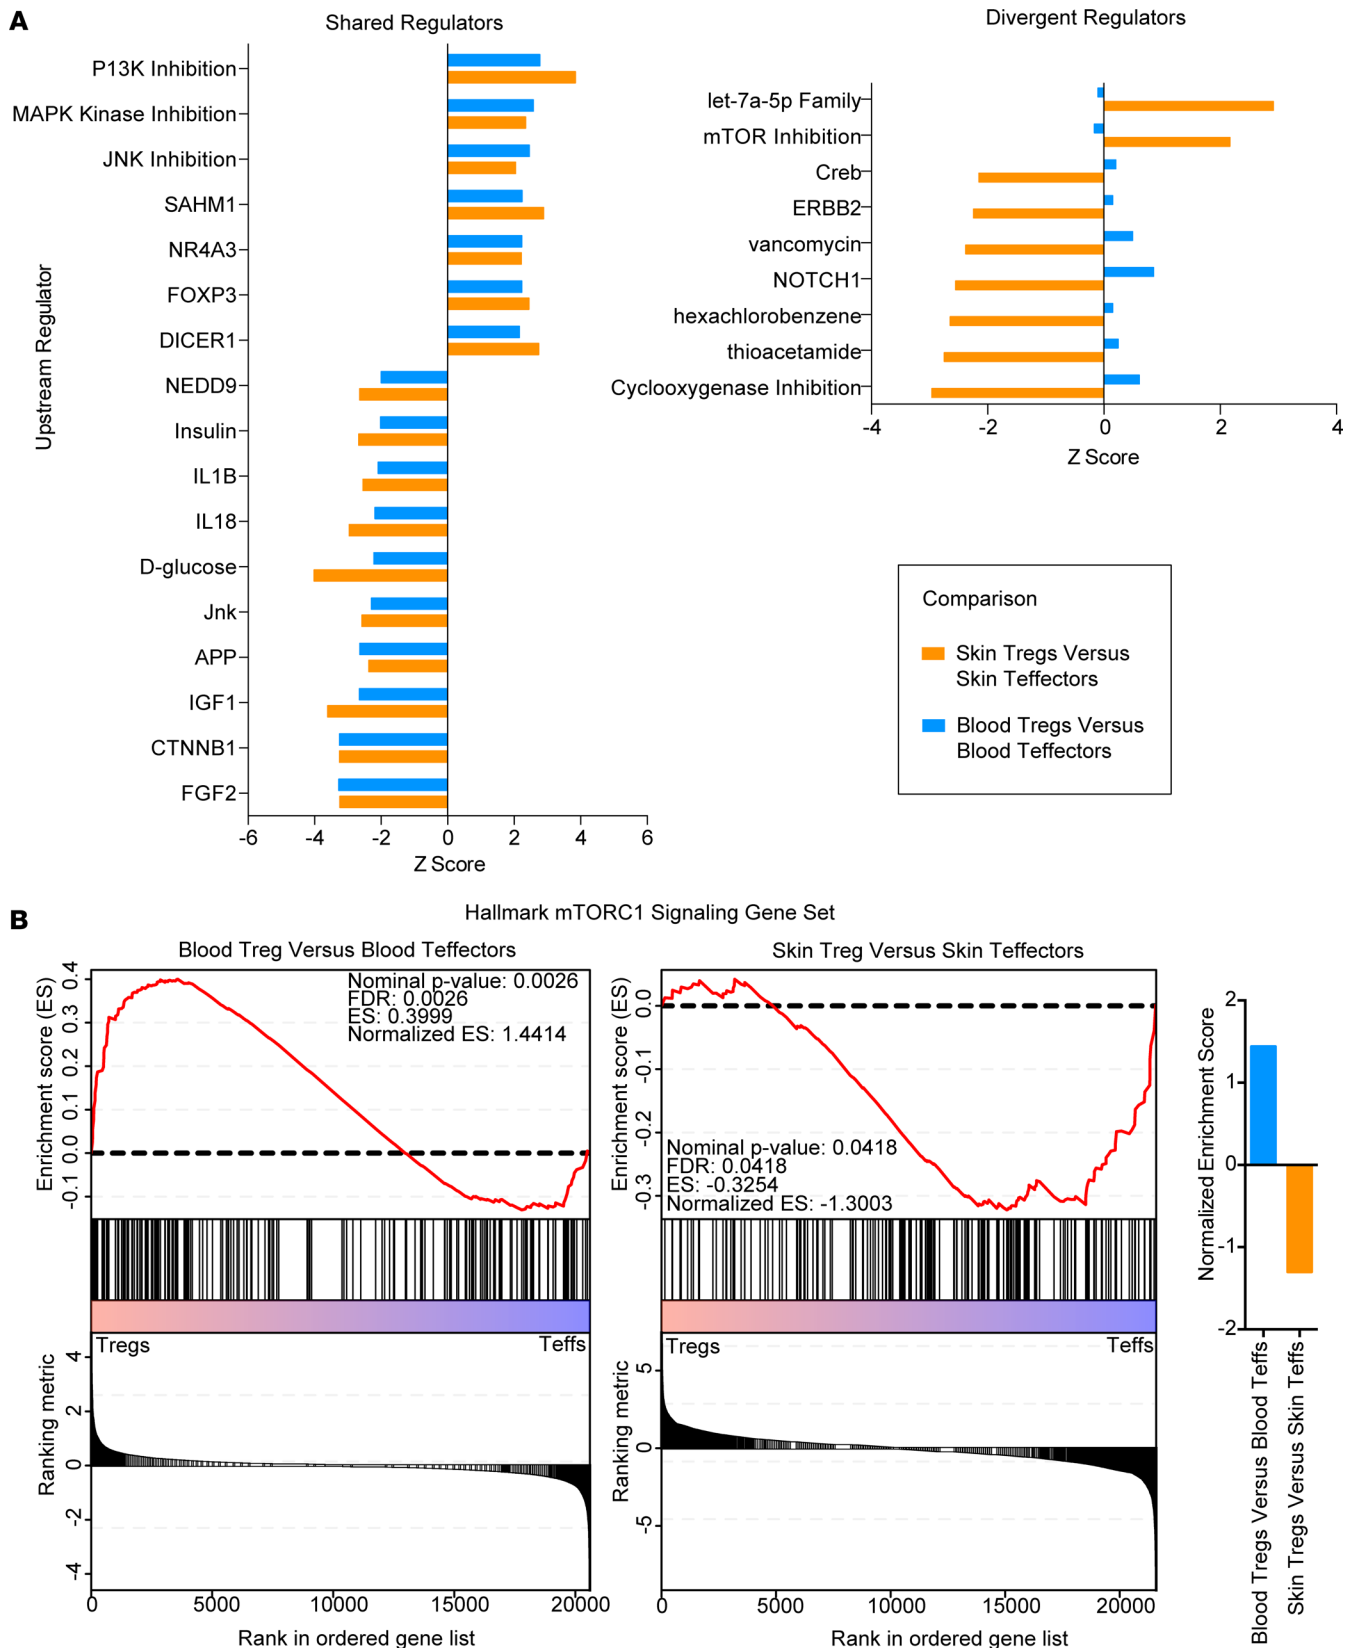 A
Shared Regulators
Upstream Regulator
P13K Inhibition
MAPK Kinase Inhibition
JNK Inhibition
SAHM1
NR4A3
FOXP3
DICER1
NEDD9
Insulin
IL1B
IL18
D-glucose
Jnk
APP
IGF1
CTNNB1
FGF2
-6 -4 -2 0 2 4 6
Z Score
Divergent Regulators
let-7a-5p Family
mTOR Inhibition
Creb
ERBB2
vancomycin
NOTCH1
hexachlorobenzene
thioacetamide
Cyclooxygenase Inhibition
-4 -2 0 2 4
Z Score
Comparison
Skin Tregs Versus
Skin Teffectors
Blood Tregs Versus
Blood Teffectors
B
Hallmark mTORC1 Signaling Gene Set
Blood Treg Versus Blood Teffectors
Enrichment score (ES)
0.4
0.3
0.2
0.1
0.0
-0.1
Nominal p-value: 0.0026
FDR: 0.0026
ES: 0.3999
Normalized ES: 1.4414
Tregs Teffs
Ranking metric
4
2
0
-2
-4
0 5000 10000 15000 20000
Rank in ordered gene list
Skin Treg Versus Skin Teffectors
Enrichment score (ES)
0.0
-0.1
-0.2
-0.3
Nominal p-value: 0.0418
FDR: 0.0418
ES: -0.3254
Normalized ES: -1.3003
Tregs Teffs
Ranking metric
5
0
-5
0 5000 10000 15000 20000
Rank in ordered gene list
Normalized Enrichment Score
2
1
0
-1
-2
Blood Tregs Versus Blood Teffs
Skin Tregs Versus Skin Teffs